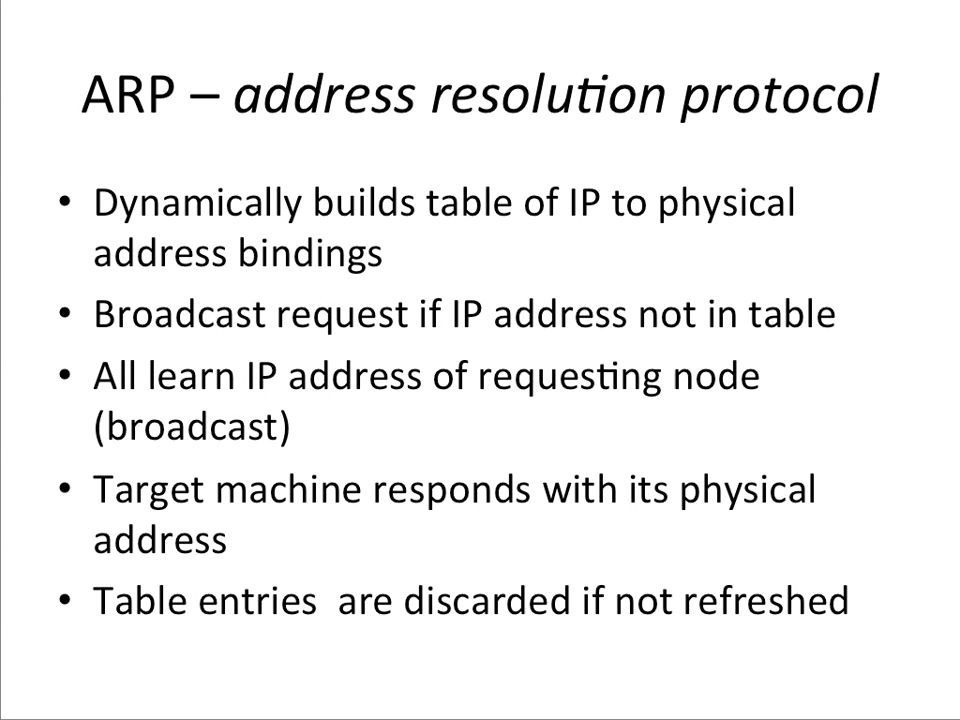 ARP – address resolution protocol
• Dynamically builds table of IP to physical
address bindings
• Broadcast request if IP address not in table
• All learn IP address of requesting node
(broadcast)
• Target machine responds with its physical
address
• Table entries  are discarded if not refreshed